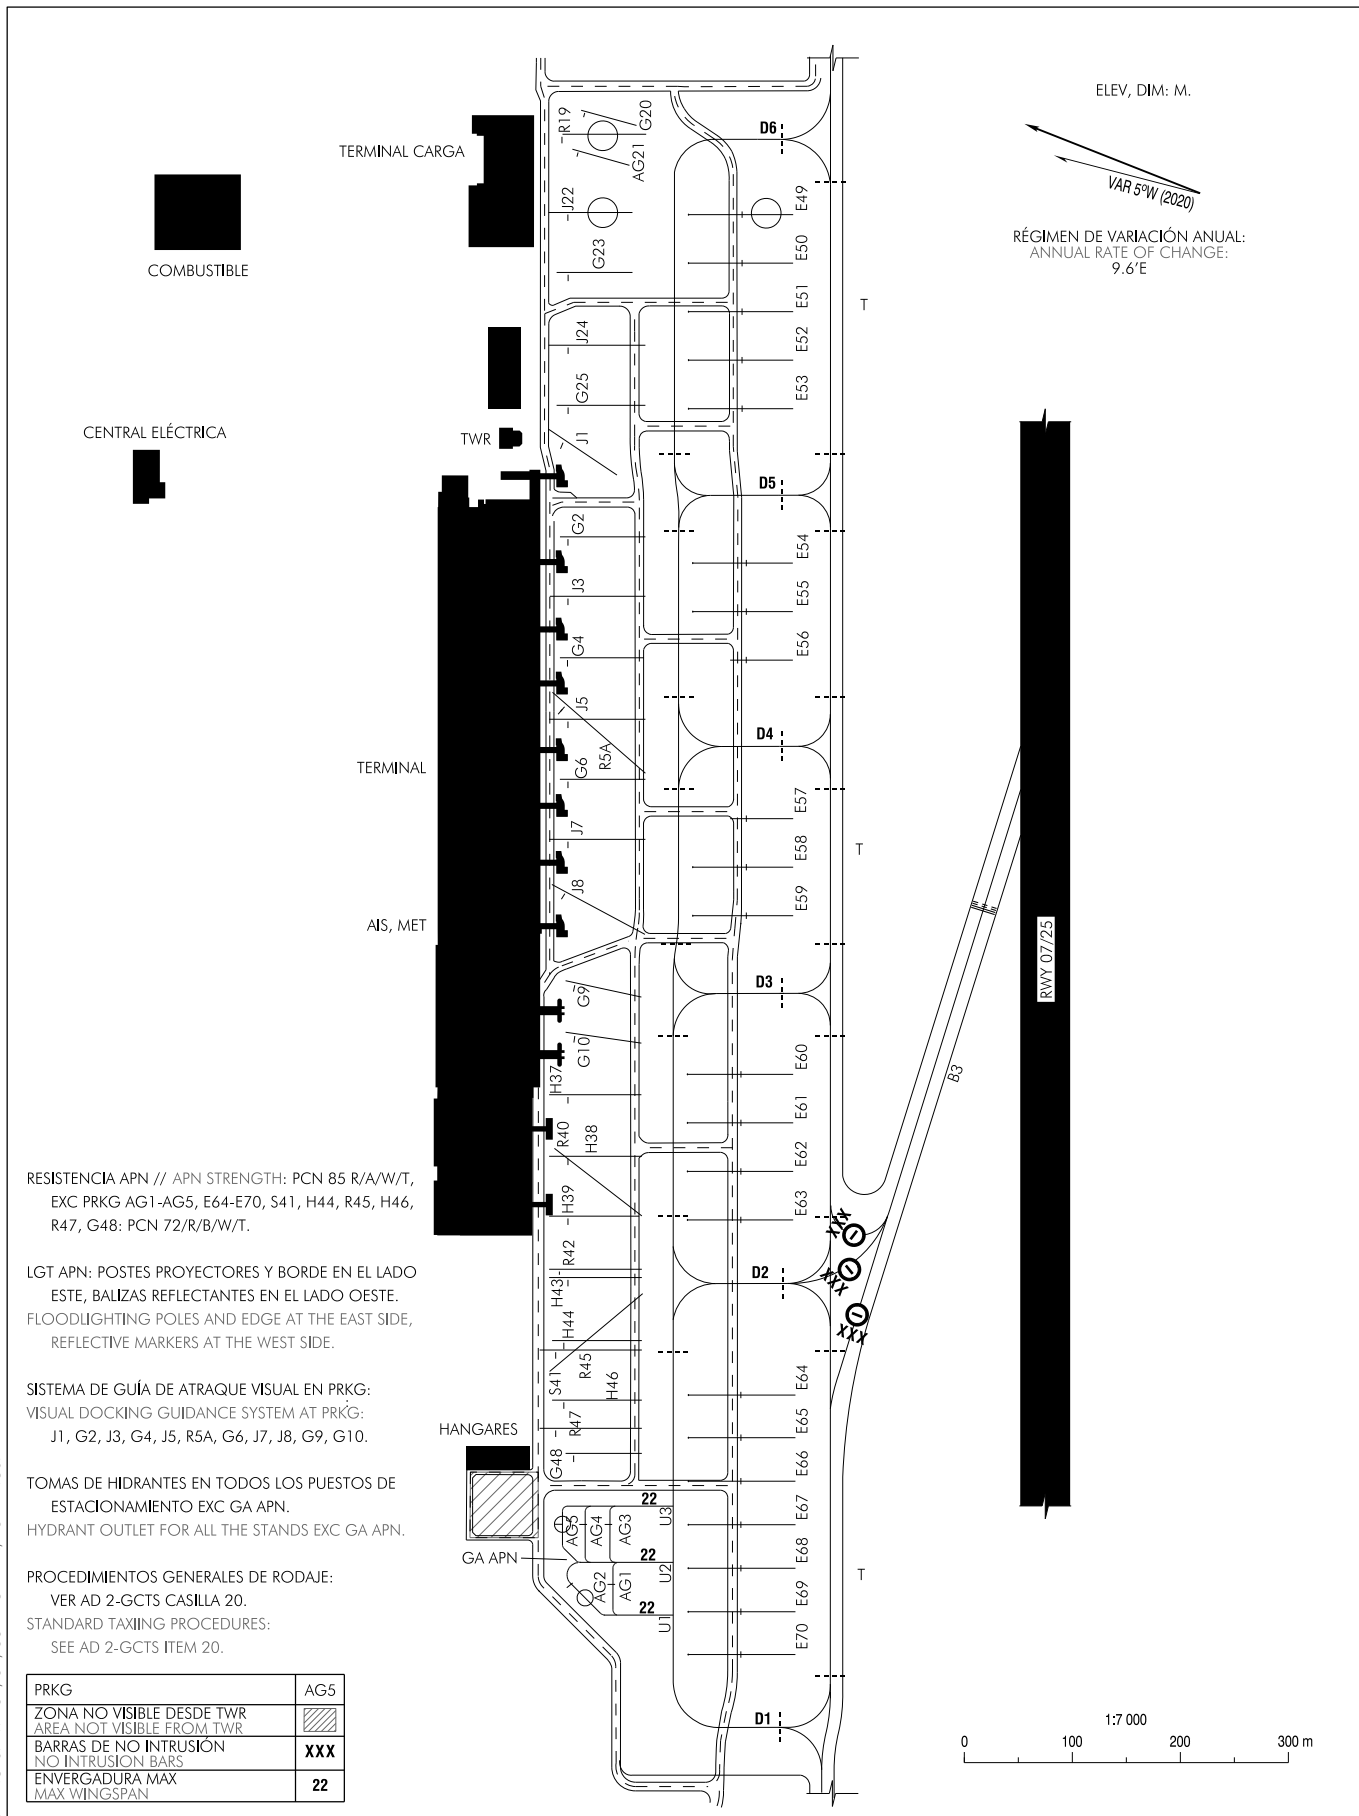 ELEV, DIM: M.
VAR 5°W (2020)
RÉGIMEN DE VARIACIÓN ANUAL:
ANNUAL RATE OF CHANGE:
9.6'E
TERMINAL CARGA
COMBUSTIBLE
CENTRAL ELÉCTRICA
TWR
TERMINAL
AIS, MET
HANGARES
GA APN
R19
G20
AG21
J22
G23
J24
G25
J1
G2
J3
G4
J5
R5A
G6
J7
J8
G9
G10
H37
R40
H38
H39
R42
H43
H44
S41
R45
H46
R47
G48
22
AG5
AG4
AG3
U3
22
U2
AG2
AG1
22
U1
D6
E49
E50
E51
E52
E53
T
D5
E54
E55
E56
D4
E57
E58
E59
T
D3
E60
E61
E62
E63
D2
E64
E65
E66
E67
E68
E69
E70
T
D1
XXX
XXX
XXX
B3
RWY 07/25
RESISTENCIA APN // APN STRENGTH: PCN 85 R/A/W/T,
EXC PRKG AG1-AG5, E64-E70, S41, H44, R45, H46,
R47, G48: PCN 72/R/B/W/T.
LGT APN: POSTES PROYECTORES Y BORDE EN EL LADO
ESTE, BALIZAS REFLECTANTES EN EL LADO OESTE.
FLOODLIGHTING POLES AND EDGE AT THE EAST SIDE,
REFLECTIVE MARKERS AT THE WEST SIDE.
SISTEMA DE GUÍA DE ATRAQUE VISUAL EN PRKG:
VISUAL DOCKING GUIDANCE SYSTEM AT PRKG:
J1, G2, J3, G4, J5, R5A, G6, J7, J8, G9, G10.
TOMAS DE HIDRANTES EN TODOS LOS PUESTOS DE
ESTACIONAMIENTO EXC GA APN.
HYDRANT OUTLET FOR ALL THE STANDS EXC GA APN.
PROCEDIMIENTOS GENERALES DE RODAJE:
VER AD 2-GCTS CASILLA 20.
STANDARD TAXIING PROCEDURES:
SEE AD 2-GCTS ITEM 20.
PRKG AG5
ZONA NO VISIBLE DESDE TWR
AREA NOT VISIBLE FROM TWR
BARRAS DE NO INTRUSIÓN XXX
NO INTRUSION BARS
ENVERGADURA MAX 22
MAX WINGSPAN
1:7 000
0 100 200 300 m